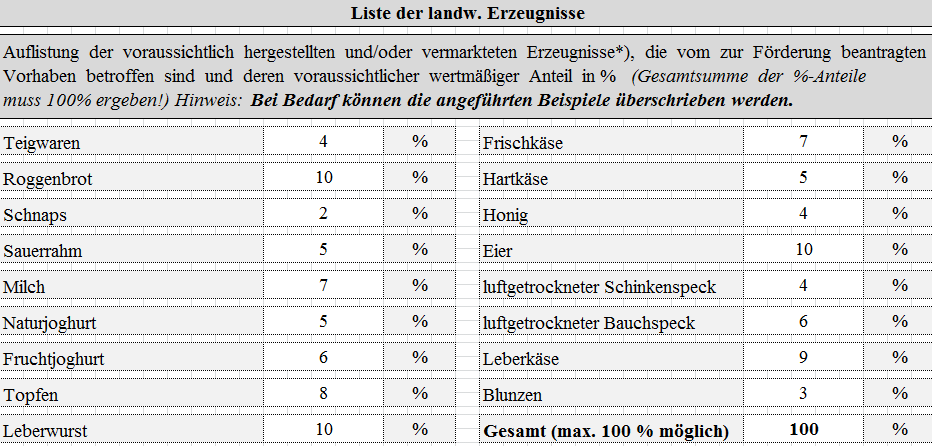 Liste der landw. Erzeugnisse
Auflistung der voraussichtlich hergestellten und/oder vermarkteten Erzeugnisse*), die vom zur Förderung beantragten
Vorhaben betroffen sind und deren voraussichtlicher wertmäßiger Anteil in % (Gesamtsumme der %-Anteile
muss 100% ergeben!) Hinweis: Bei Bedarf können die angeführten Beispiele überschrieben werden.
Teigwaren 4 % Frischkäse 7 %
Roggenbrot 10 % Hartkäse 5 %
Schnaps 2 % Honig 4 %
Sauerrahm 5 % Eier 10 %
Milch 7 % luftgetrockneter Schinkenspeck 4 %
Naturjoghurt 5 % luftgetrockneter Bauchspeck 6 %
Fruchtjoghurt 6 % Leberkäse 9 %
Topfen 8 % Blunzen 3 %
Leberwurst 10 % Gesamt (max. 100 % möglich) 100 %